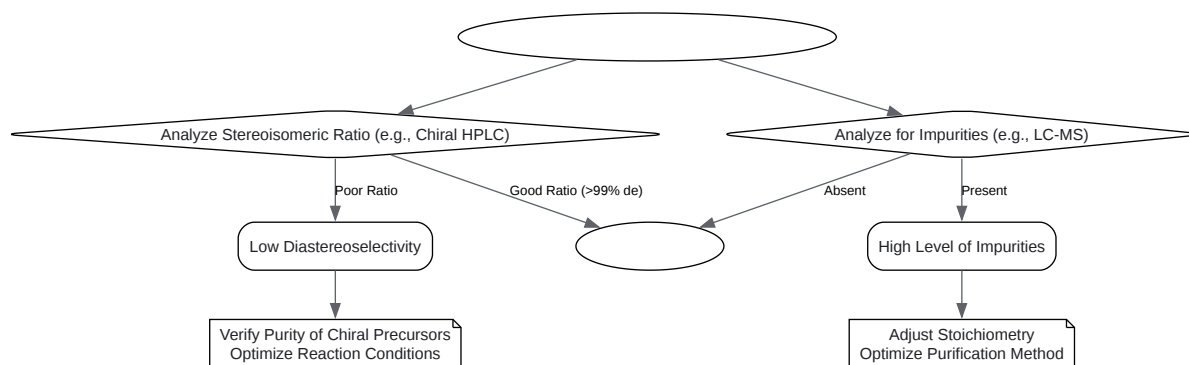 Analyze Stereoisomeric Ratio (e.g., Chiral HPLC)
Analyze for Impurities (e.g., LC-MS)
Poor Ratio
Good Ratio (>99% de)
Absent
Present
Low Diastereoselectivity
High Level of Impurities
Verify Purity of Chiral Precursors
Optimize Reaction Conditions
Adjust Stoichiometry
Optimize Purification Method